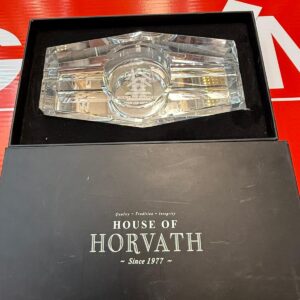 Quality ~ Tradition ~ Integrity
HOUSE OF
HORVATH
~ Since 1977 ~